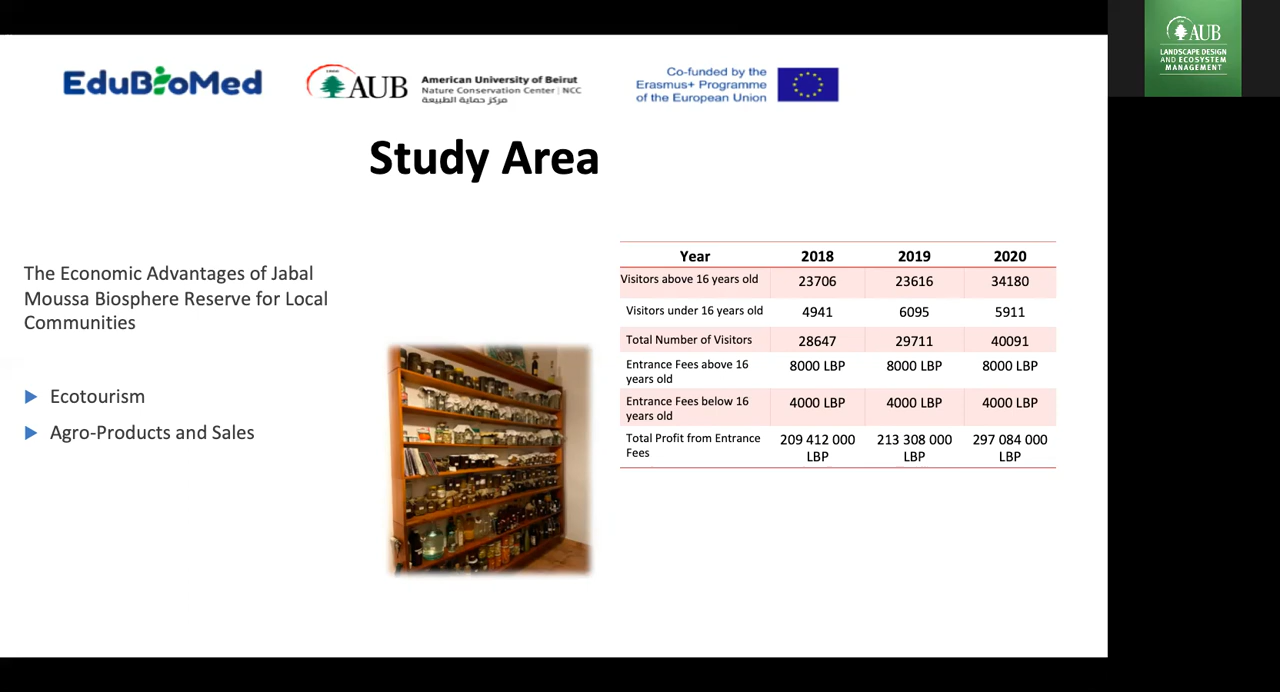 EduBioMed
AUB
American University of Beirut
Nature Conservation Center | NCC
مركز حماية الطبيعة
Co-funded by the
Erasmus+ Programme
of the European Union
AUB
LANDSCAPE DESIGN
AND ECOSYSTEM
MANAGEMENT
Study Area
The Economic Advantages of Jabal
Moussa Biosphere Reserve for Local
Communities
Ecotourism
Agro-Products and Sales
Year 2018 2019 2020
Visitors above 16 years old 23706 23616 34180
Visitors under 16 years old 4941 6095 5911
Total Number of Visitors 28647 29711 40091
Entrance Fees above 16 8000 LBP 8000 LBP 8000 LBP
years old
Entrance Fees below 16 4000 LBP 4000 LBP 4000 LBP
years old
Total Profit from Entrance 209 412 000 213 308 000 297 084 000
Fees LBP LBP LBP